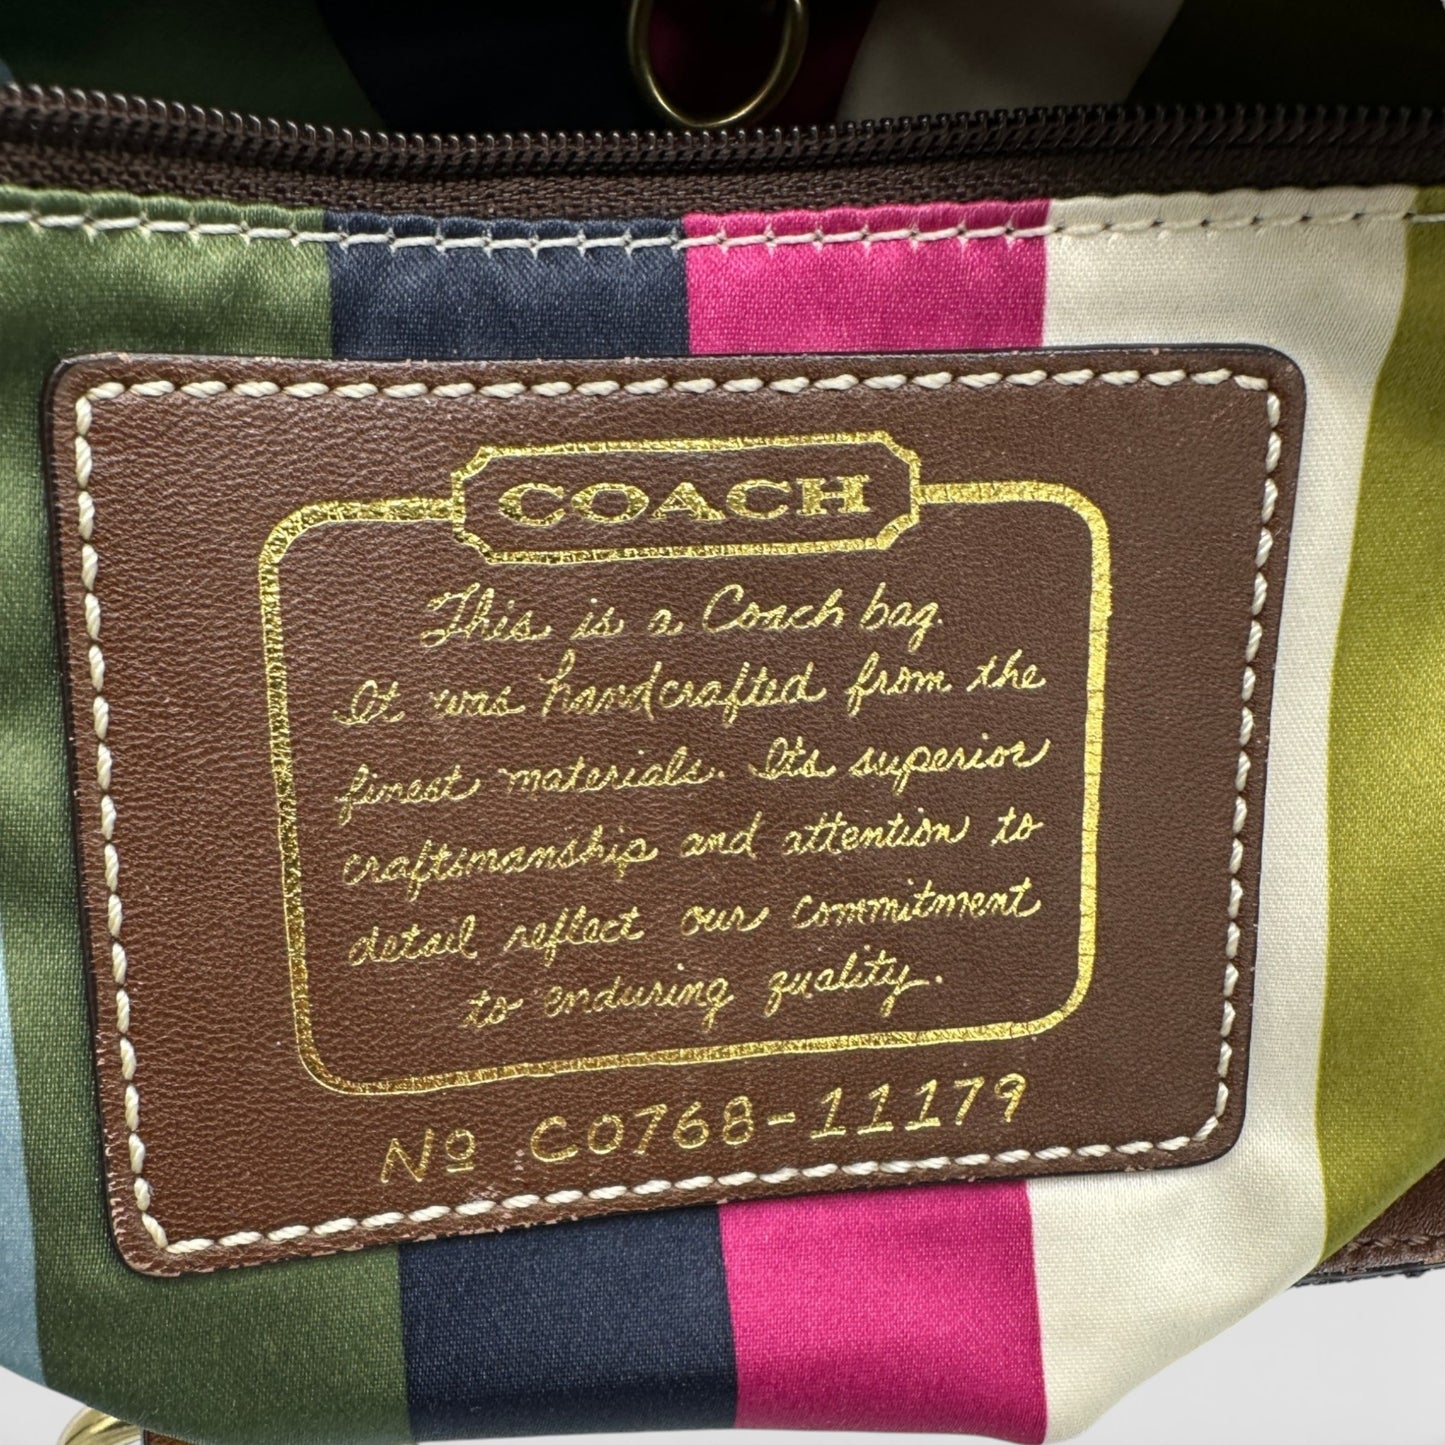 COACH
This is a Coach bag.
It was handcrafted from the
finest materials. Its superior
craftsmanship and attention to
detail reflect our commitment
to enduring quality.
Nº C0768-11179